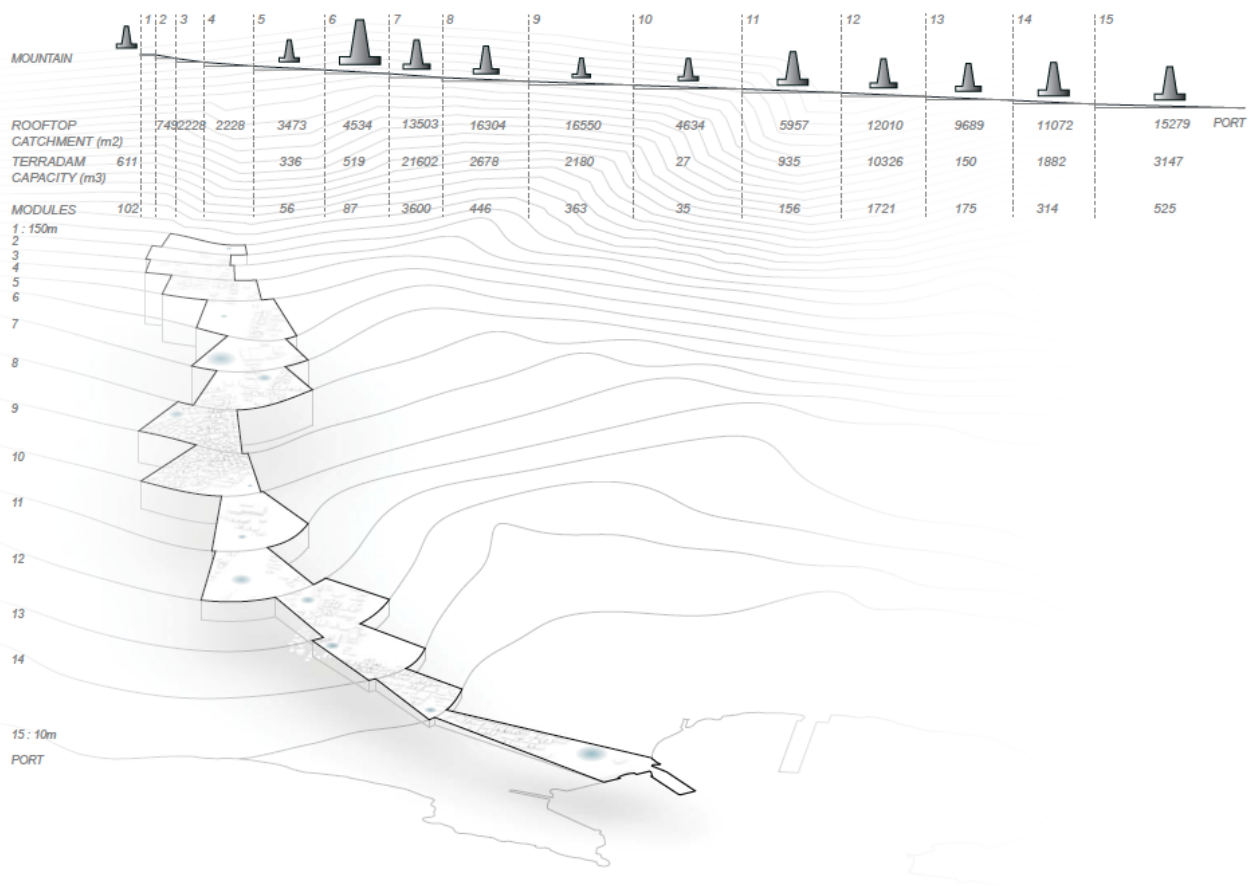 1 2 3 4 5 6 7 8 9 10 11 12 13 14 15
MOUNTAIN
ROOFTOP 749 2228 2228 3473 4534 13503 16304 16550 4634 5957 12010 9689 11072 15279 PORT
CATCHMENT (m2)
TERRADAM 611 336 519 21602 2678 2180 27 935 10326 150 1882 3147
CAPACITY (m3)
MODULES 102 56 87 3600 446 363 35 156 1721 175 314 525
1 : 150m
2
3
4
5
6
7
8
9
10
11
12
13
14
15 : 10m
PORT